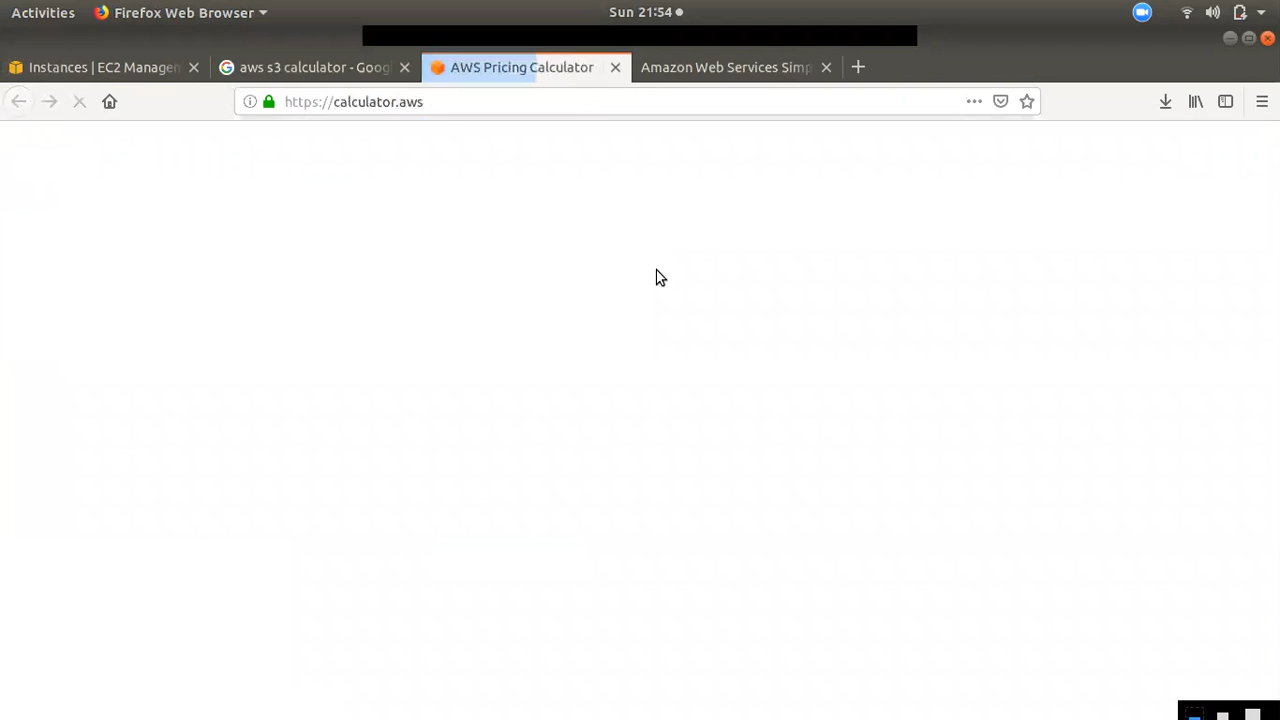 Activities
Firefox Web Browser
Sun 21:54
Instances | EC2 Managen
aws s3 calculator - Goog
AWS Pricing Calculator
Amazon Web Services Simp
https://calculator.aws